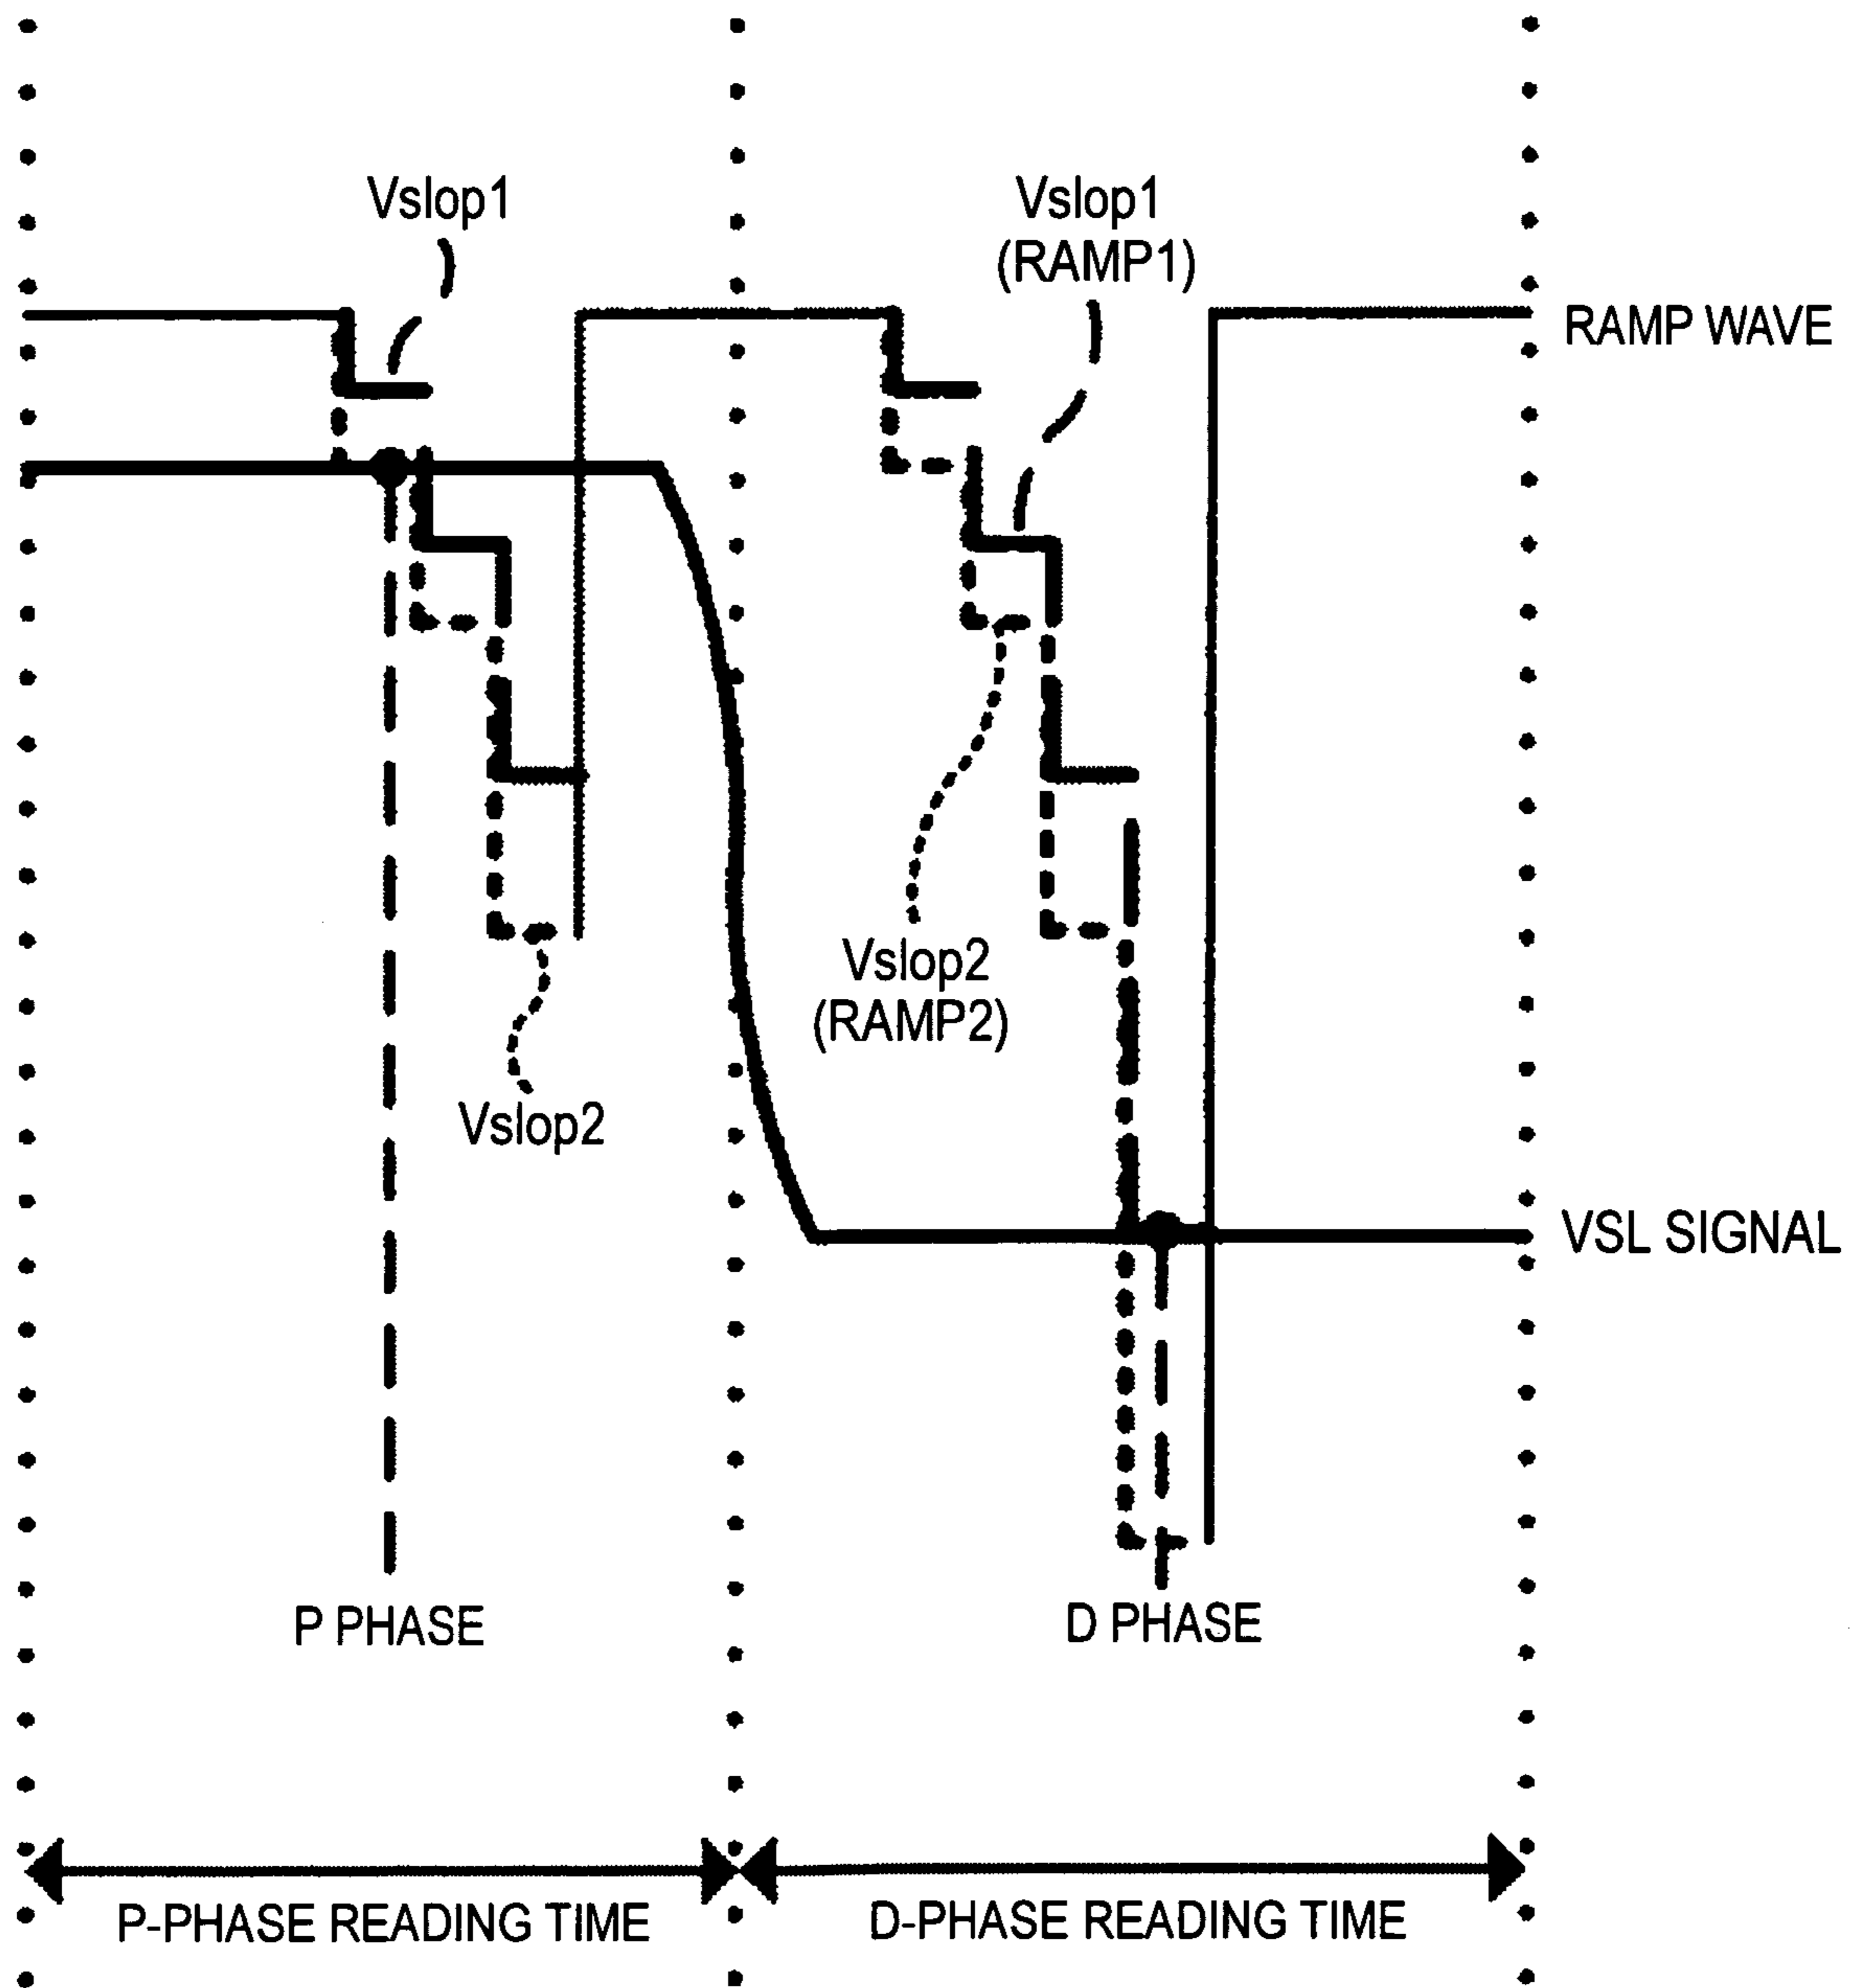 Vslop1
Vslop1
(RAMP1)
RAMP WAVE
Vslop2
(RAMP2)
Vslop2
VSL SIGNAL
P PHASE
D PHASE
P-PHASE READING TIME
D-PHASE READING TIME